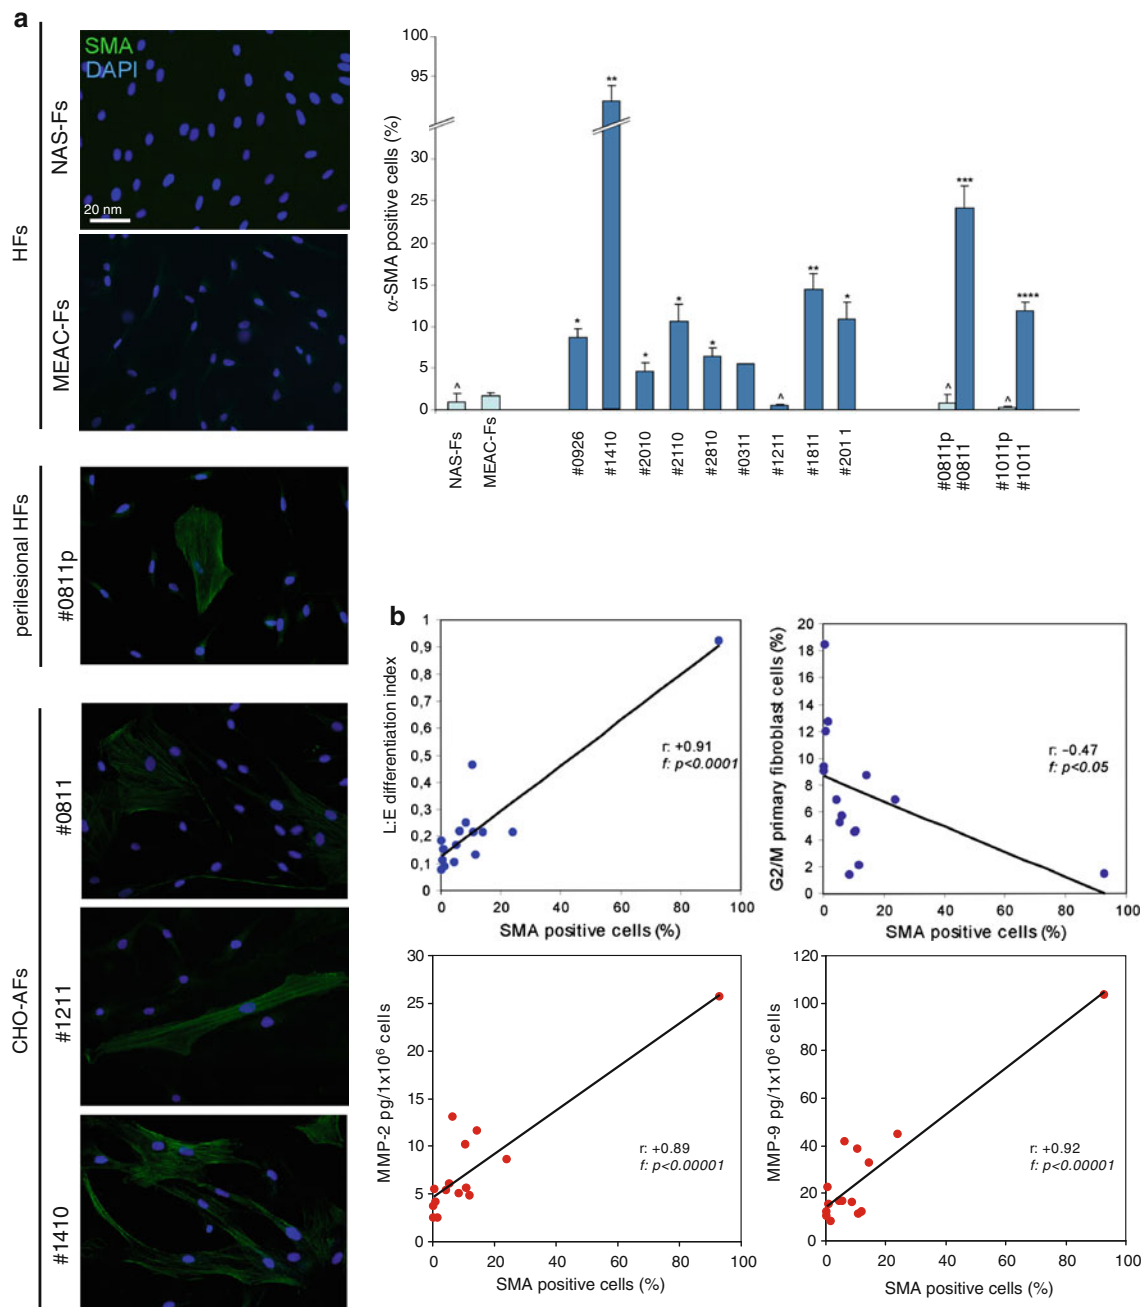 a
HFs
NAS-Fs
SMA
DAPI
20 nm
MEAC-Fs
perilesional HFs
#0811p
CHO-AFs
#0811
#1211
#1410
α-SMA positive cells (%)
100
95
30
25
20
15
10
5
0
^
*
**
*
*
*
^
**
*
^
***
^
****
NAS-Fs
MEAC-Fs
#0926
#1410
#2010
#2110
#2810
#0311
#1211
#1811
#2011
#0811p
#0811
#1011p
#1011
b
L:E differentiation index
1
0,9
0,8
0,7
0,6
0,5
0,4
0,3
0,2
0,1
0
r: +0.91
f: p<0.0001
0 20 40 60 80 100
SMA positive cells (%)
G2/M primary fibroblast cells (%)
20
18
16
14
12
10
8
6
4
2
0
r: −0.47
f: p<0.05
0 20 40 60 80 100
SMA positive cells (%)
MMP-2 pg/1x10⁶ cells
30
25
20
15
10
5
0
r: +0.89
f: p<0.00001
0 20 40 60 80 100
SMA positive cells (%)
MMP-9 pg/1x10⁶ cells
120
100
80
60
40
20
0
r: +0.92
f: p<0.00001
0 20 40 60 80 100
SMA positive cells (%)